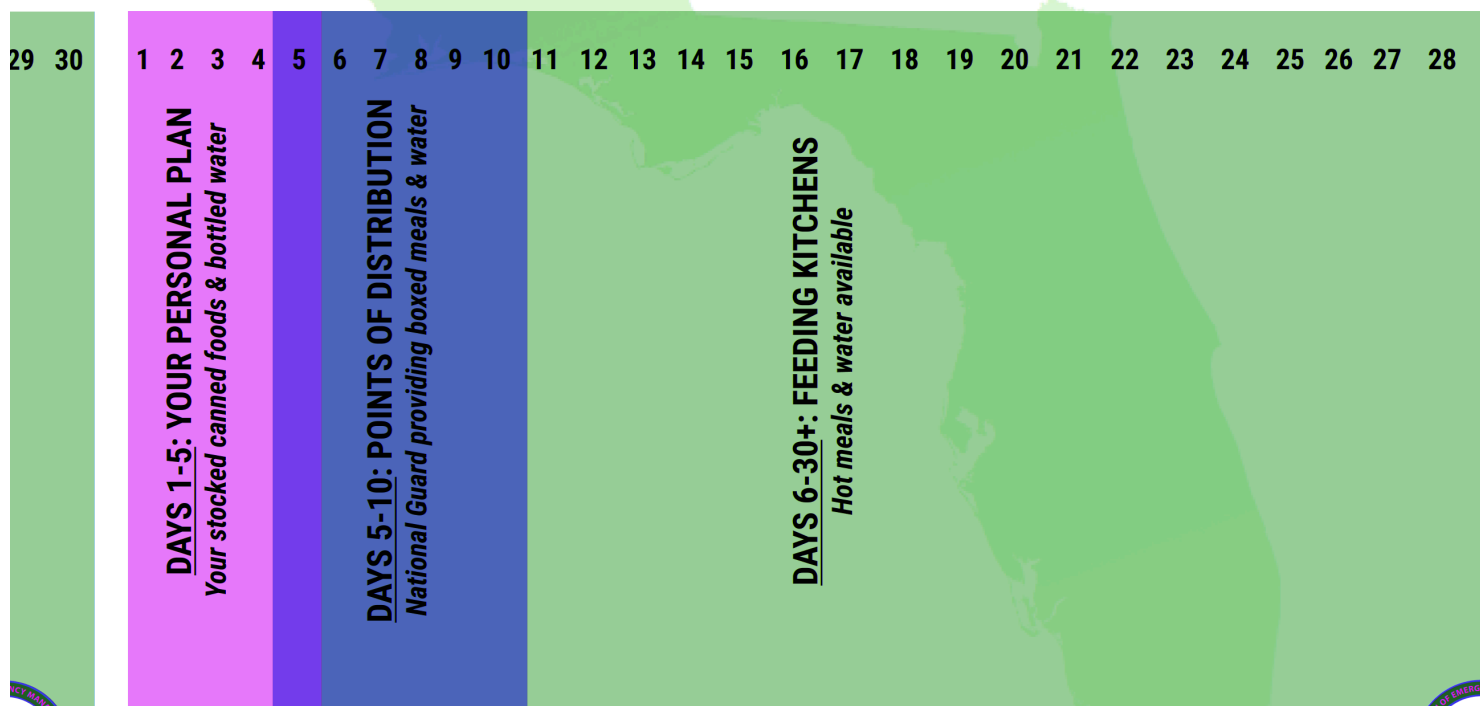 29 30
1 2 3 4 5 6 7 8 9 10 11 12 13 14 15 16 17 18 19 20 21 22 23 24 25 26 27 28
DAYS 1-5: YOUR PERSONAL PLAN
Your stocked canned foods & bottled water
DAYS 5-10: POINTS OF DISTRIBUTION
National Guard providing boxed meals & water
DAYS 6-30+: FEEDING KITCHENS
Hot meals & water available
OF